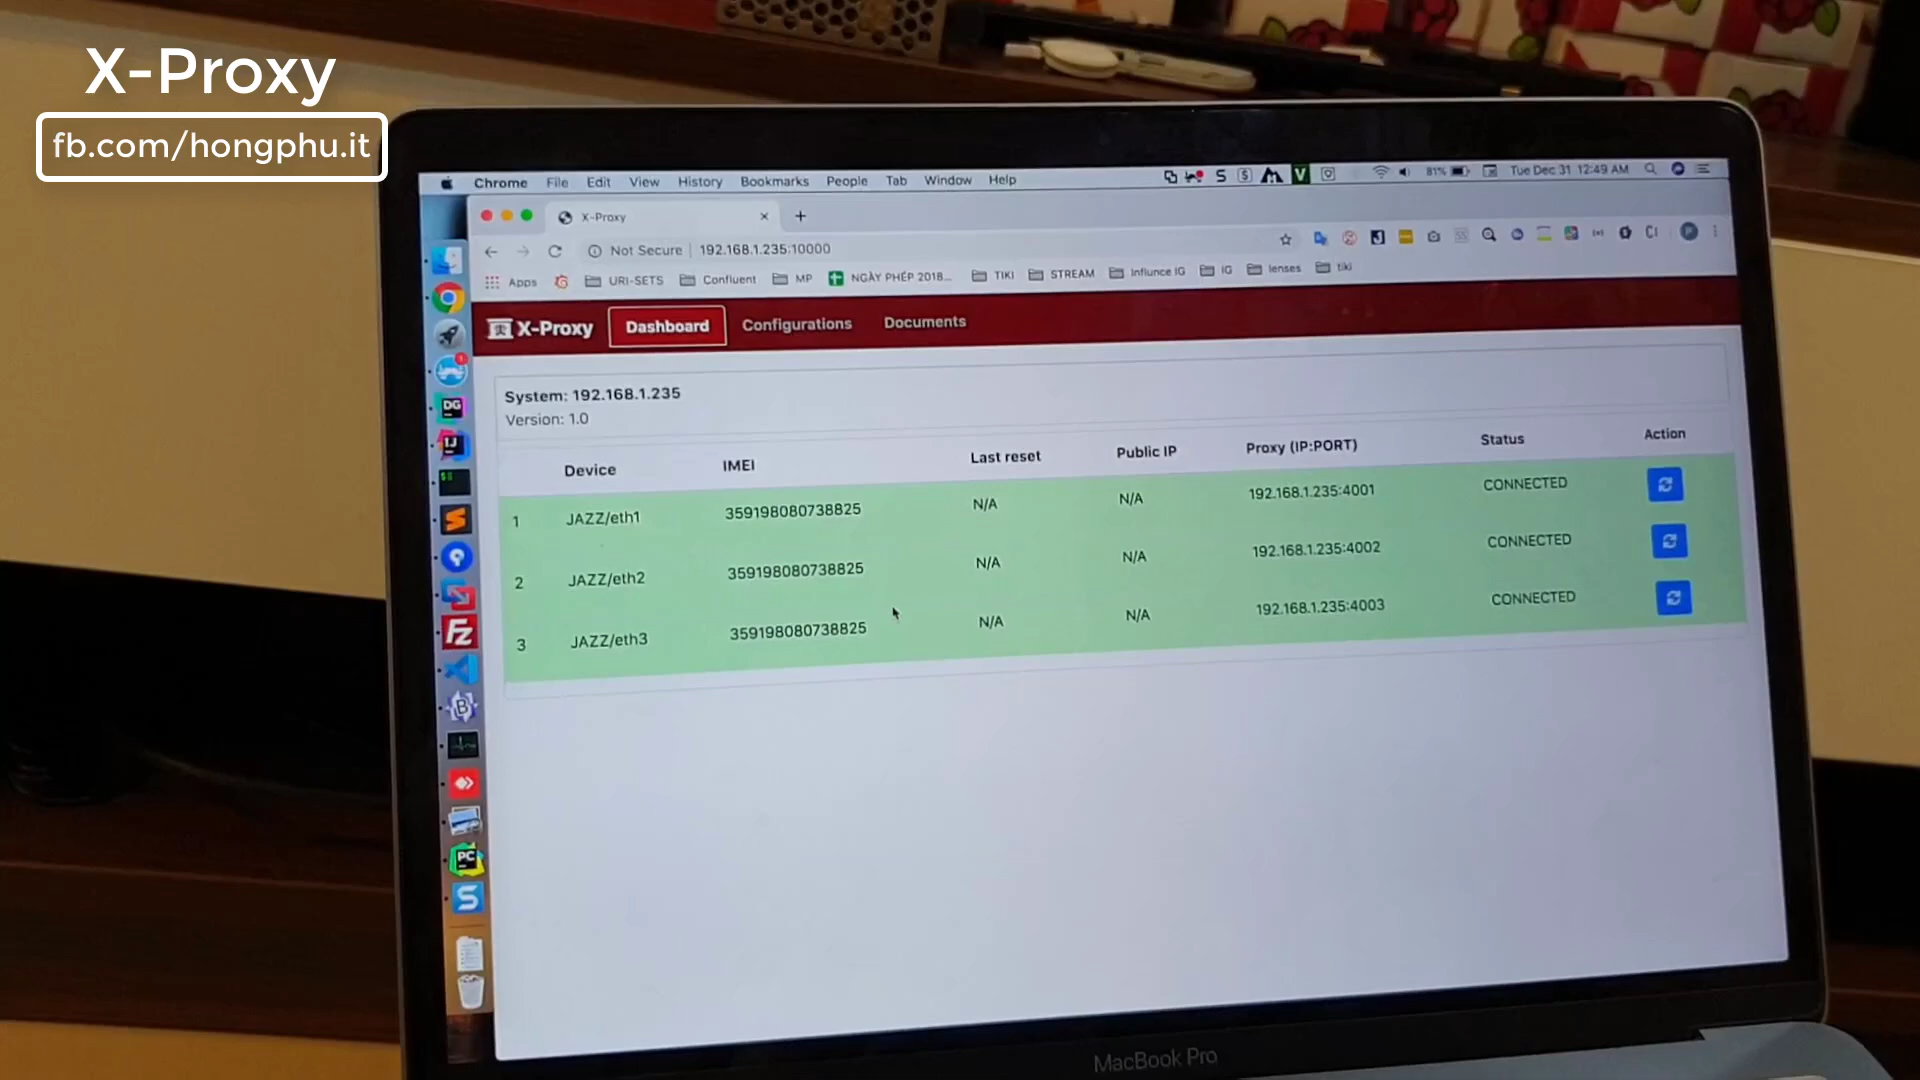 X-Proxy
fb.com/hongphu.it
Chrome File Edit View History Bookmarks People Tab Window Help 81% Tue Dec 31 12:49 AM
X-Proxy
Not Secure 192.168.1.235:10000
Apps URI-SETS Confluent MP NGÀY PHÉP 2018... TIKI STREAM Influnce IG IG lenses tiki
X-Proxy Dashboard Configurations Documents
System: 192.168.1.235
Version: 1.0
Device IMEI Last reset Public IP Proxy (IP:PORT) Status Action
1 JAZZ/eth1 359198080738825 N/A N/A 192.168.1.235:4001 CONNECTED
2 JAZZ/eth2 359198080738825 N/A N/A 192.168.1.235:4002 CONNECTED
3 JAZZ/eth3 359198080738825 N/A N/A 192.168.1.235:4003 CONNECTED
DG
IJ
FZ
B
PC
S
MacBook Pro